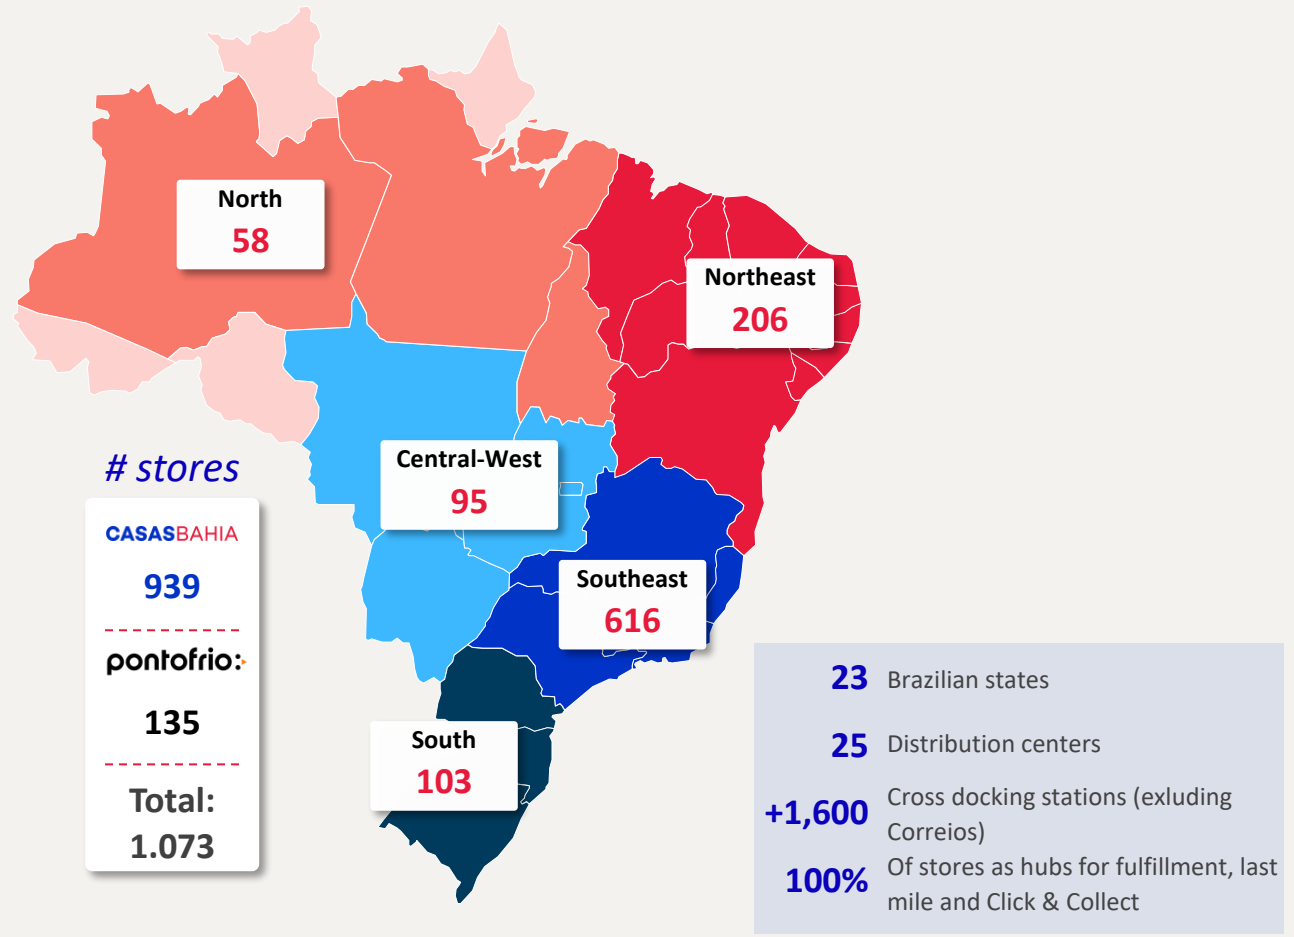 North
58
Northeast
206
Central-West
95
Southeast
616
South
103
# stores
CASASBAHIA
939
pontofrio:
135
Total:
1.073
23 Brazilian states
25 Distribution centers
+1,600 Cross docking stations (exluding
Correios)
100% Of stores as hubs for fulfillment, last
mile and Click & Collect